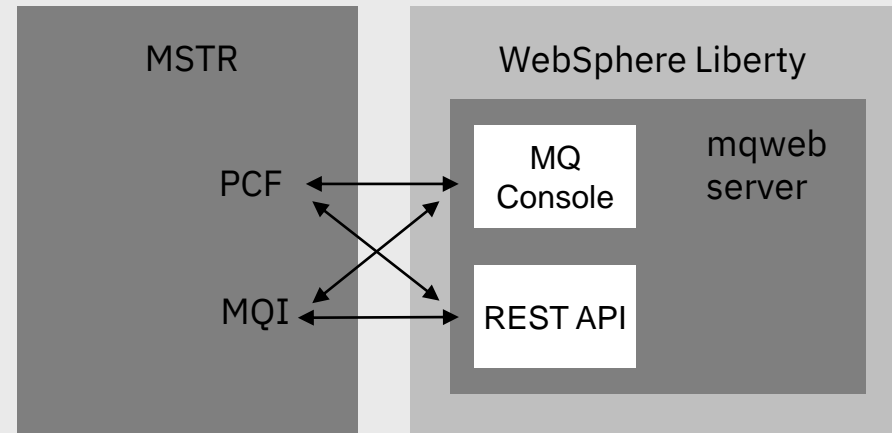 MSTR
PCF
MQI
WebSphere Liberty
MQ
Console
mqweb
server
REST API